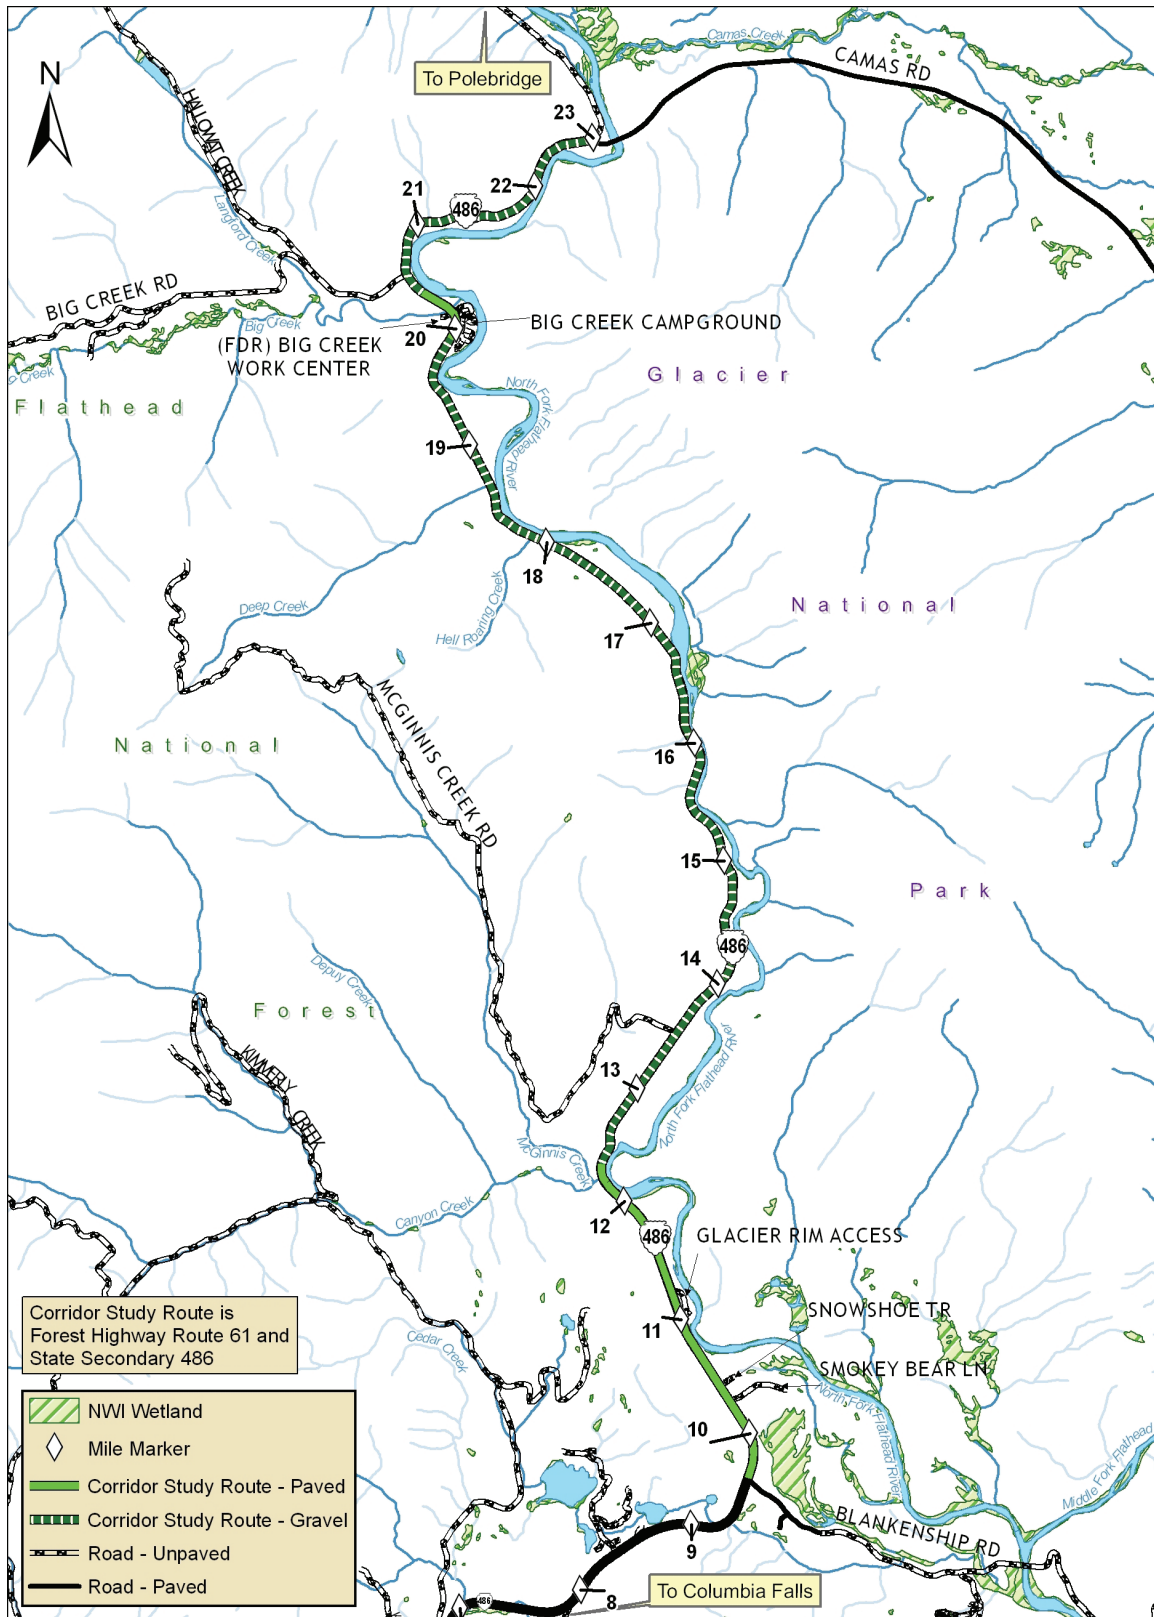 Camas Creek
CAMAS RD
To Polebridge
N
23
HALLOWAT CREEK
22
21
486
Langford Creek
BIG CREEK RD
Big Creek
20
BIG CREEK CAMPGROUND
(FDR) BIG CREEK
WORK CENTER
Creek
Glacier
North Fork Flathead River
Flathead
19
18
Deep Creek
Hell Roaring Creek
National
17
MCGINNIS CREEK RD
National
16
15
Park
486
14
Depuy Creek
Forest
North Fork Flathead River
KIMMERLY CREEK
13
McGinnis Creek
Canyon Creek
12
486
GLACIER RIM ACCESS
11
SNOWSHOE TR
Cedar Creek
SMOKEY BEAR LN
North Fork Flathead River
10
Middle Fork Flathead
BLANKENSHIP RD
9
8
486
To Columbia Falls
Corridor Study Route is
Forest Highway Route 61 and
State Secondary 486
NWI Wetland
Mile Marker
Corridor Study Route - Paved
Corridor Study Route - Gravel
Road - Unpaved
Road - Paved